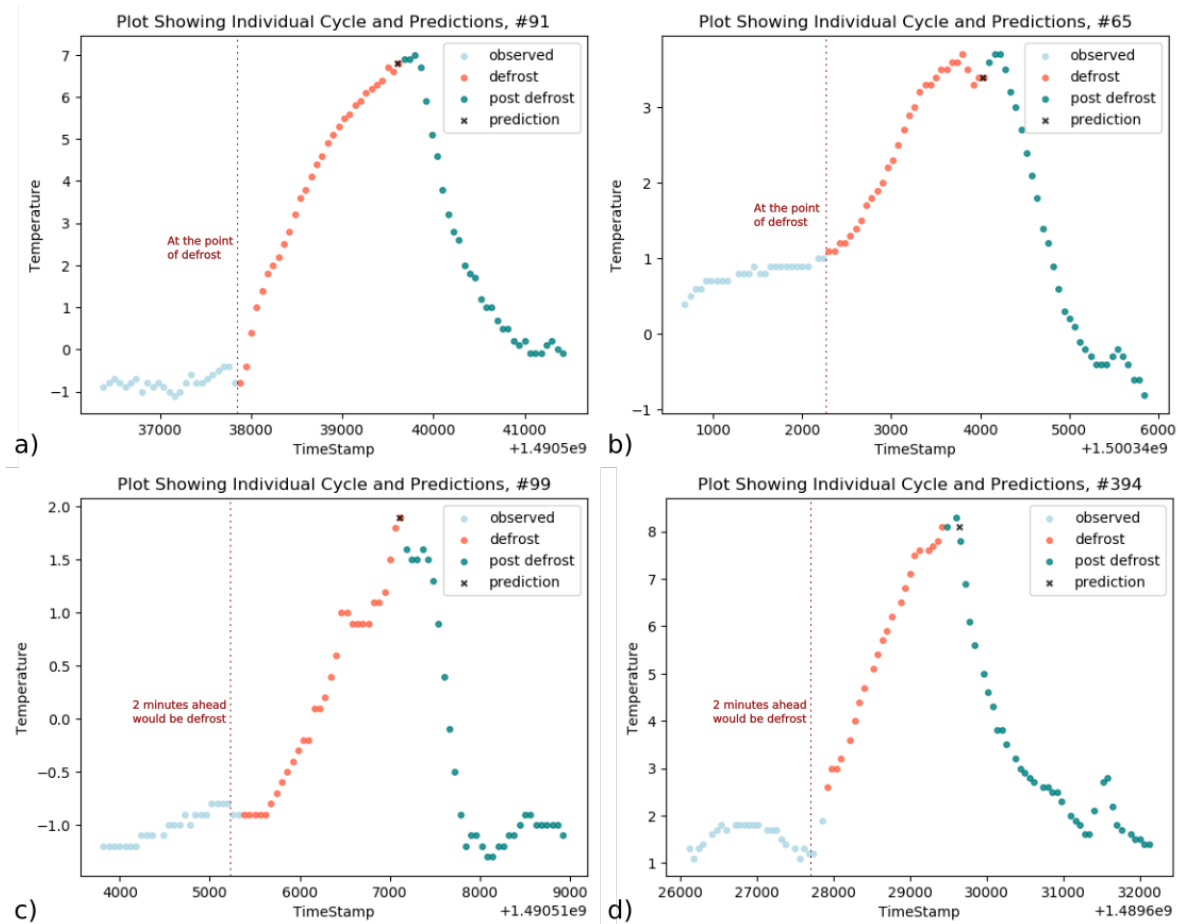 Plot Showing Individual Cycle and Predictions, #91
7
6
5
4
3
2
1
0
−1
Temperature
observed
defrost
post defrost
prediction
At the point
of defrost
37000 38000 39000 40000 41000
TimeStamp
+1.4905e9
a)
Plot Showing Individual Cycle and Predictions, #65
3
2
1
0
−1
Temperature
observed
defrost
post defrost
prediction
At the point
of defrost
1000 2000 3000 4000 5000 6000
TimeStamp
+1.50034e9
b)
Plot Showing Individual Cycle and Predictions, #99
2.0
1.5
1.0
0.5
0.0
−0.5
−1.0
Temperature
observed
defrost
post defrost
prediction
2 minutes ahead
would be defrost
4000 5000 6000 7000 8000 9000
TimeStamp
+1.49051e9
c)
Plot Showing Individual Cycle and Predictions, #394
8
7
6
5
4
3
2
1
Temperature
observed
defrost
post defrost
prediction
2 minutes ahead
would be defrost
26000 27000 28000 29000 30000 31000 32000
TimeStamp
+1.4896e9
d)